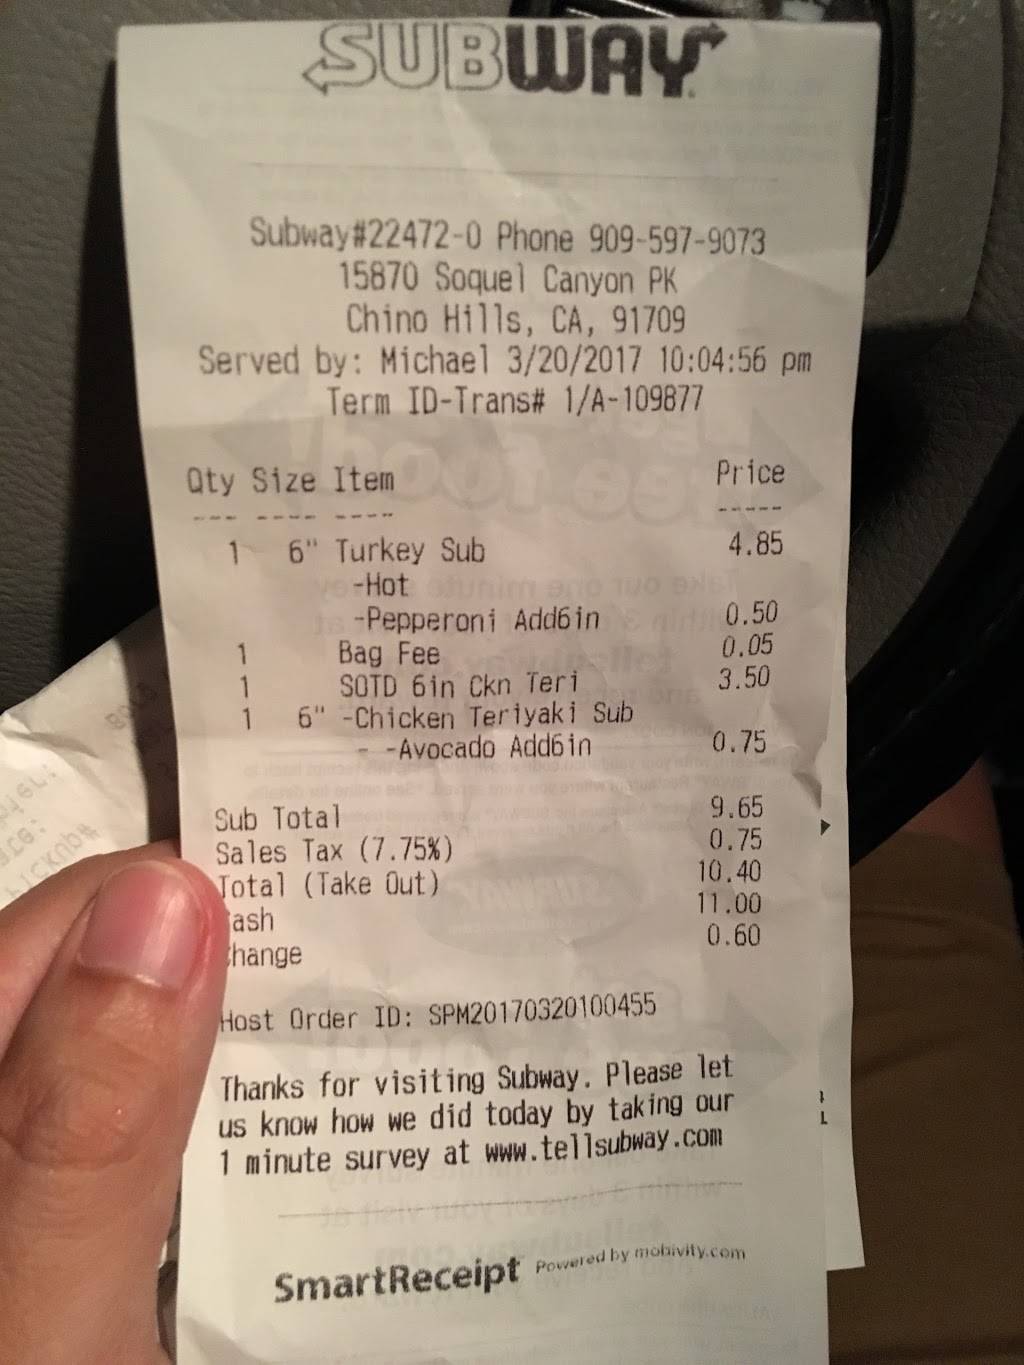 SUBWAY
Subway#22472-0 Phone 909-597-9073
15870 Soquel Canyon PK
Chino Hills, CA, 91709
Served by: Michael 3/20/2017 10:04:56 pm
Term ID-Trans# 1/A-109877
Qty Size Item Price
--- ---- ---- -----
1 6" Turkey Sub 4.85
-Hot
-Pepperoni Add6in 0.50
1 Bag Fee 0.05
1 SOTD 6in Ckn Teri 3.50
1 6" -Chicken Teriyaki Sub
- -Avocado Add6in 0.75
Sub Total 9.65
Sales Tax (7.75%) 0.75
Total (Take Out) 10.40
ash 11.00
hange 0.60
Host Order ID: SPM20170320100455
Thanks for visiting Subway. Please let
us know how we did today by taking our
1 minute survey at www.tellsubway.com
SmartReceipt Powered by mobivity.com